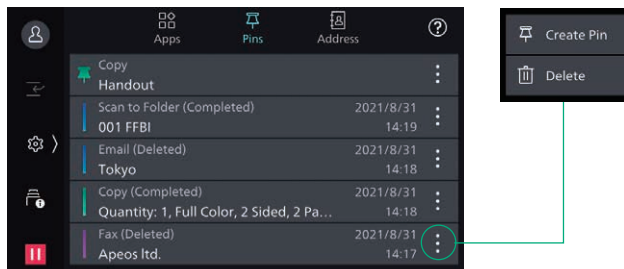 Apps
Pins
Address
Copy
Handout
Scan to Folder (Completed)
2021/8/31
001 FFBI
14:19
Email (Deleted)
2021/8/31
Tokyo
14:18
Copy (Completed)
2021/8/31
Quantity: 1, Full Color, 2 Sided, 2 Pa...
14:18
Fax (Deleted)
2021/8/31
Apeos ltd.
14:17
Create Pin
Delete